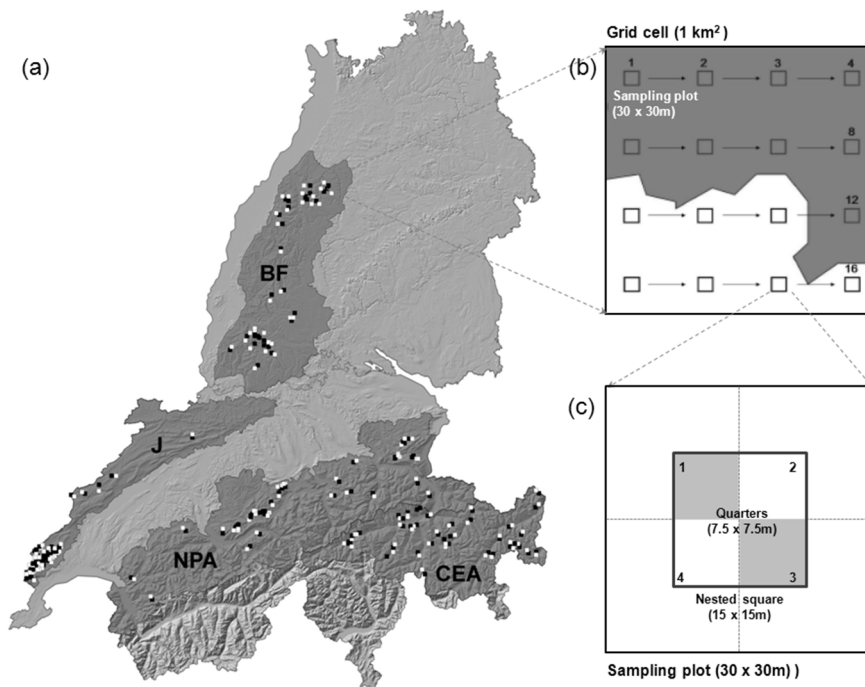 (a)
BF
J
NPA
CEA
Grid cell (1 km²)
(b)
1 2 3 4
Sampling plot
(30 x 30m)
8
12
16
(c)
1 2
Quarters
(7.5 x 7.5m)
4 3
Nested square
(15 x 15m)
Sampling plot (30 x 30m) )